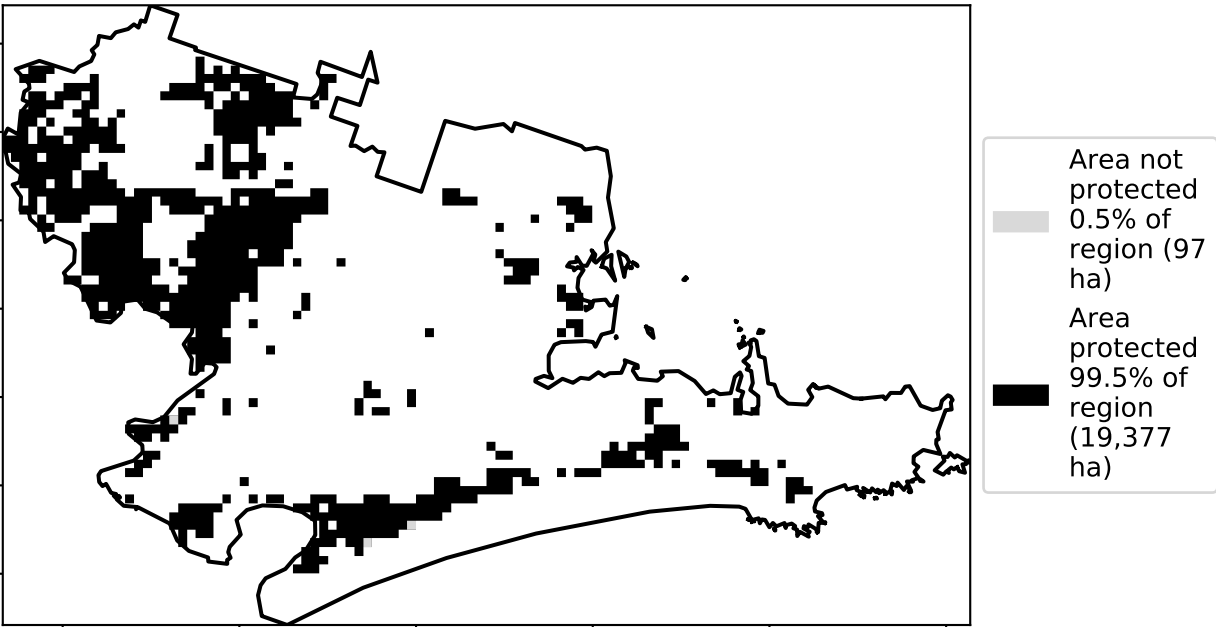 Area not
protected
0.5% of
region (97
ha)
Area
protected
99.5% of
region
(19,377
ha)